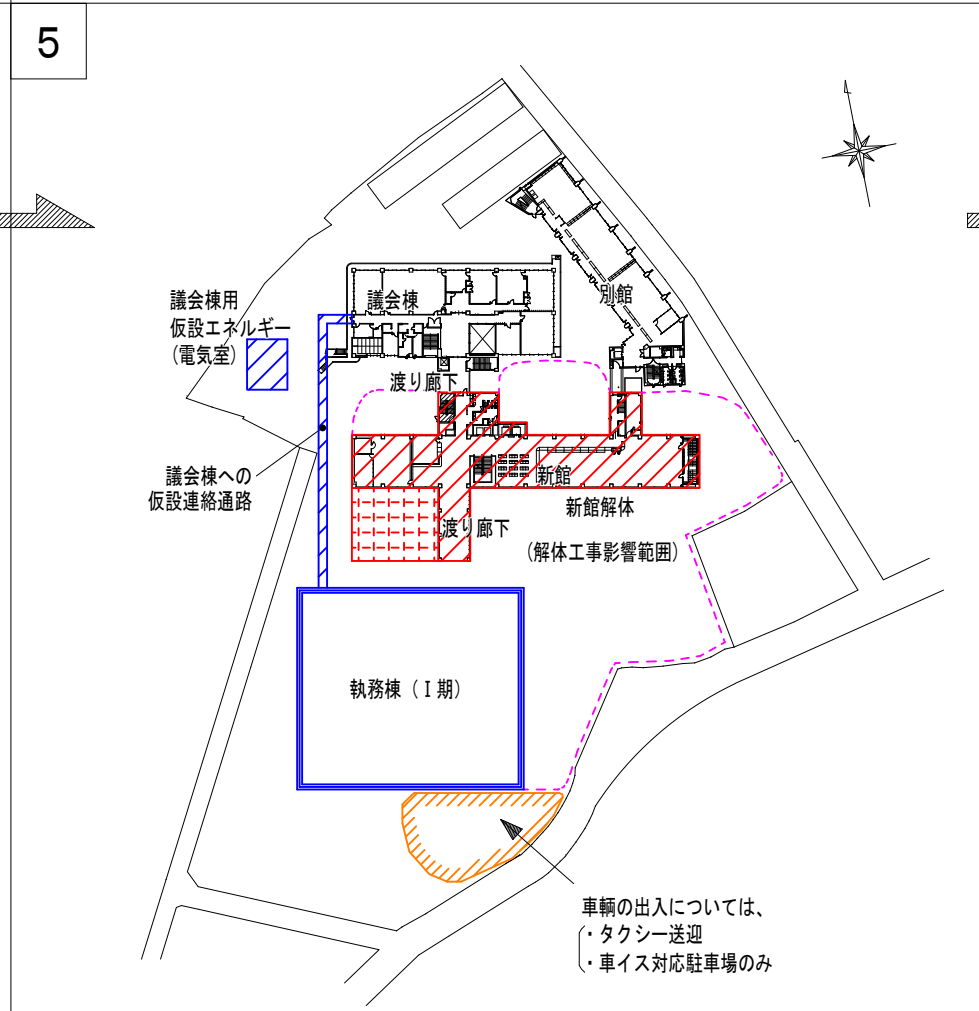 5
議会棟用
仮設エネルギー
(電気室)
議会棟
別館
渡り廊下
議会棟への
仮設連絡通路
新館
新館解体
渡り廊下
(解体工事影響範囲)
執務棟（Ｉ期）
車輌の出入については、
・タクシー送迎
・車イス対応駐車場のみ